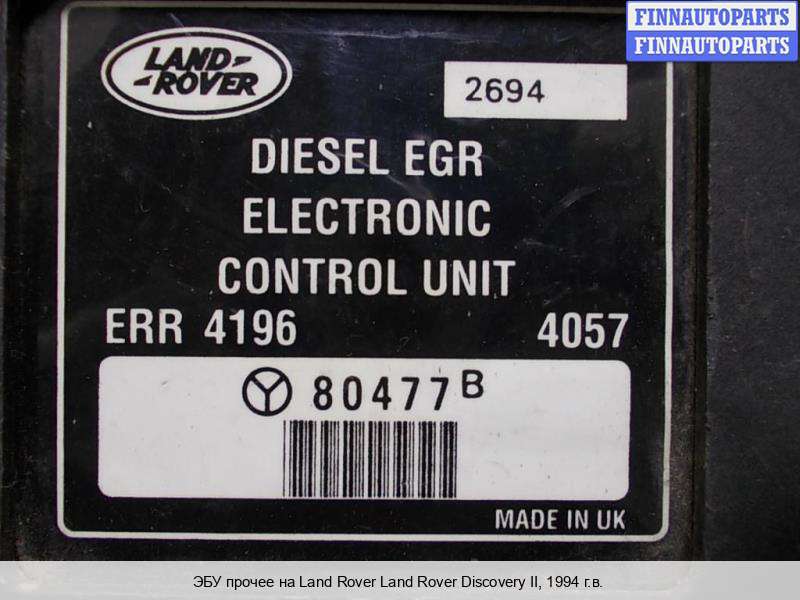 FINNAUTOPARTS
FINNAUTOPARTS
LAND-
-ROVER
2694
DIESEL EGR
ELECTRONIC
CONTROL UNIT
ERR 4196 4057
80477 B
MADE IN UK
ЭБУ прочее на Land Rover Land Rover Discovery II, 1994 г.в.